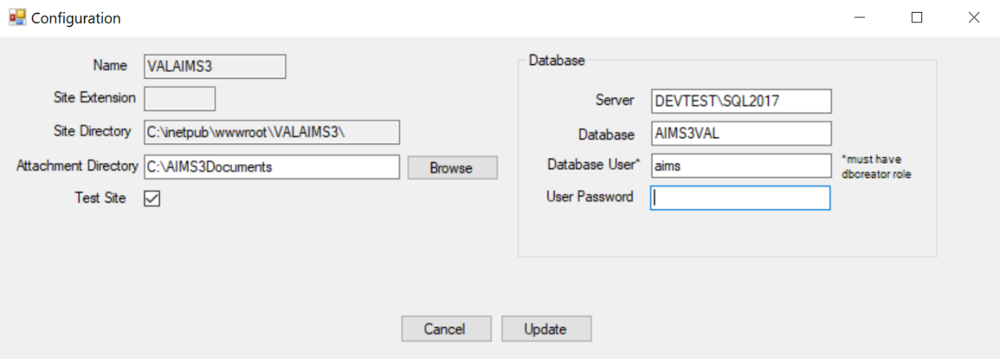 Configuration
Name VALAIMS3
Site Extension
Site Directory C:\inetpub\wwwroot\VALAIMS3\
Attachment Directory C:\AIMS3Documents Browse
Test Site
Database
Server DEVTEST\SQL2017
Database AIMS3VAL
Database User* aims
*must have
dbcreator role
User Password
Cancel Update